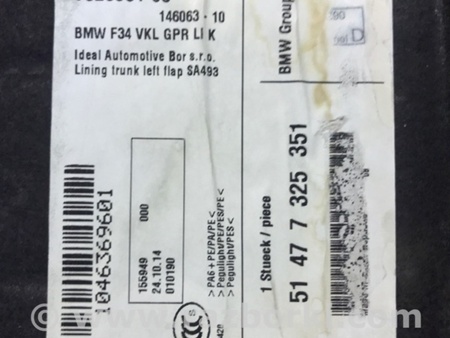 146063 - 10
BMW F34 VKL GPR LI K
Ideal Automotive Bor s.r.o.
Lining trunk left flap SA493
BMW Group
1046369601
155949 000
24.10.14
010190
> PA6+PE/PA/PE <
> Pegulighv/PE/PES/PE <
> Pegulighv/PES <
1 Stueck / piece
51 47 7 325 351
D
S